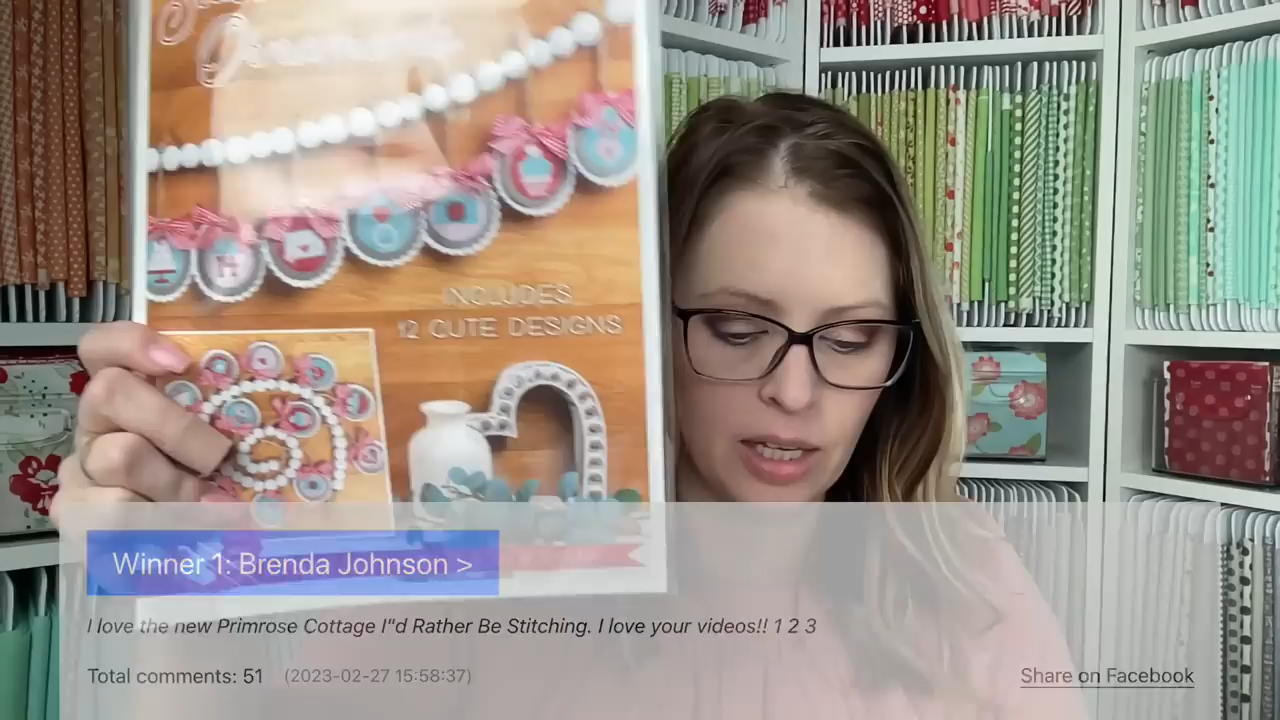 INCLUDES
12 CUTE DESIGNS
Winner 1: Brenda Johnson >
I love the new Primrose Cottage I"d Rather Be Stitching. I love your videos!! 1 2 3
Total comments: 51 (2023-02-27 15:58:37)
Share on Facebook